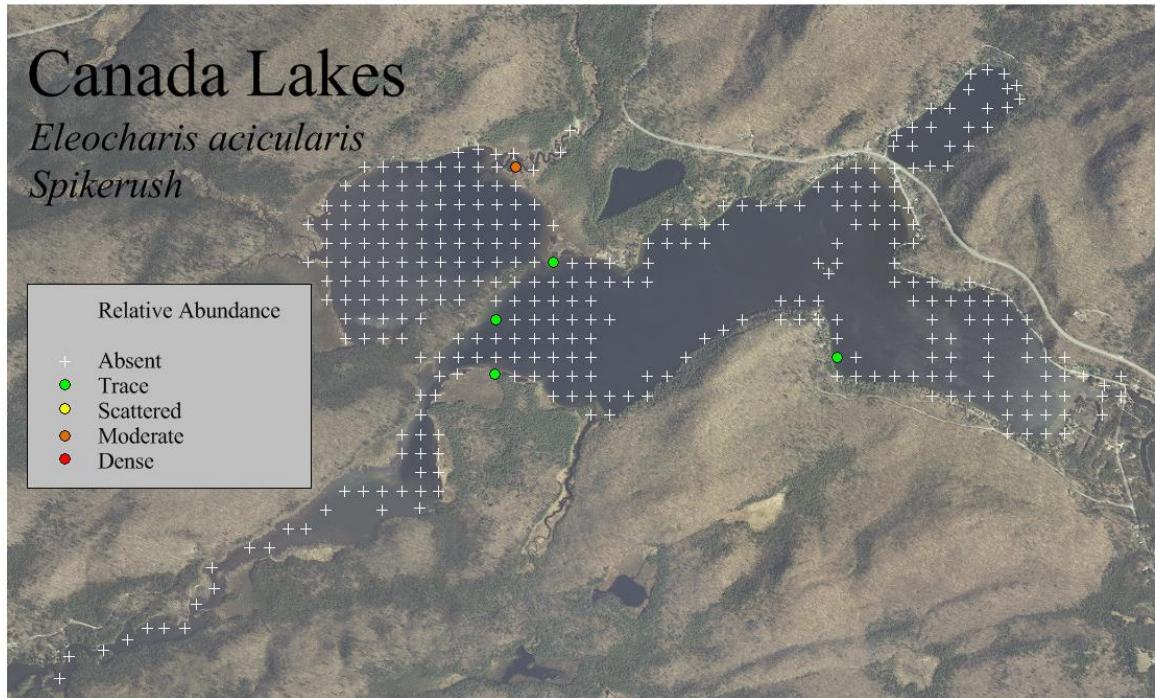 Canada Lakes
Eleocharis acicularis
Spikerush
Relative Abundance
Absent
Trace
Scattered
Moderate
Dense